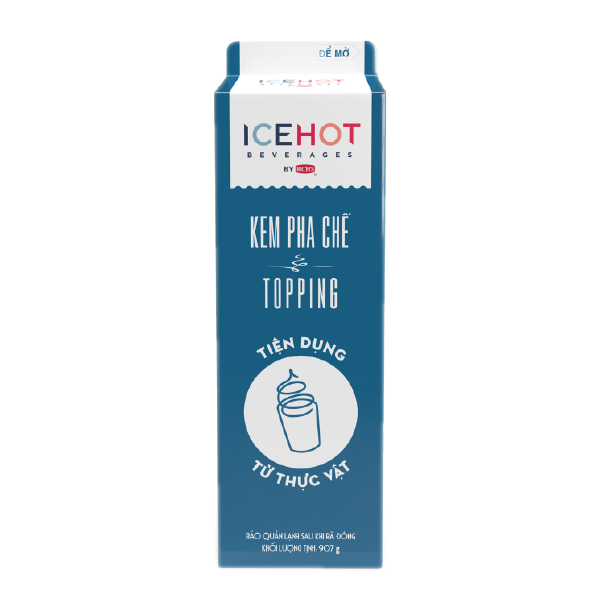 ĐỂ MỞ
ICEHOT
BEVERAGES
BY RICH'S
KEM PHA CHẾ
&
TOPPING
TIỆN DỤNG
TỪ THỰC VẬT
BẢO QUẢN LẠNH SAU KHI RÃ ĐÔNG
KHỐI LƯỢNG TỊNH: 907 g